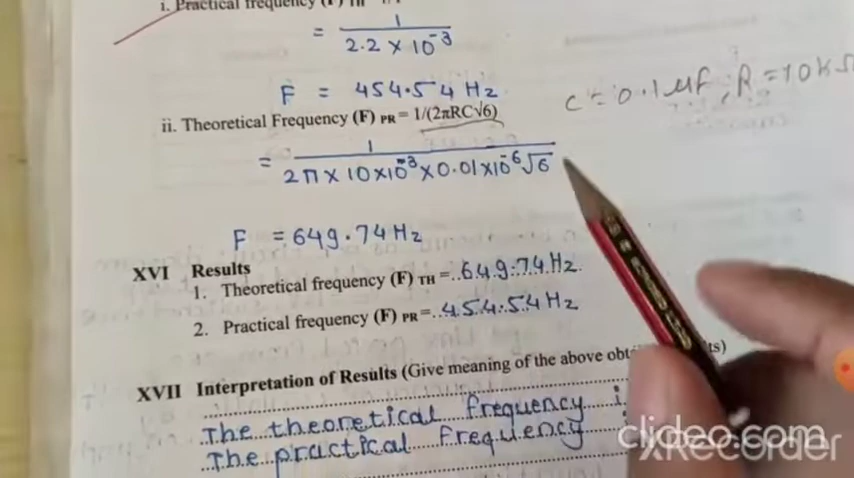 i. Practical frequency (F) TH = 1/T
= 1
2.2 × 10⁻³
F = 454.54 Hz
C = 0.1 μF, R = 10kΩ
ii. Theoretical Frequency (F) PR = 1/(2πRC√6)
= 1
2π × 10 × 10⁻³ × 0.01 × 10⁻⁶ √6
F = 649.74 Hz
XVI Results
1. Theoretical frequency (F) TH = 649.74 Hz
2. Practical frequency (F) PR = 454.54 Hz
XVII Interpretation of Results (Give meaning of the above
The theoretical frequency
The practical frequency
clideo.com
XRecorder